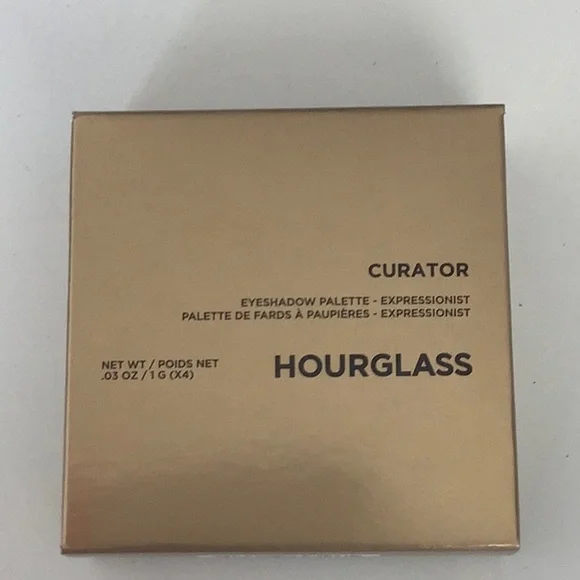 CURATOR
EYESHADOW PALETTE - EXPRESSIONIST
PALETTE DE FARDS À PAUPIÈRES - EXPRESSIONIST
NET WT / POIDS NET
.03 OZ / 1 G (X4)
HOURGLASS